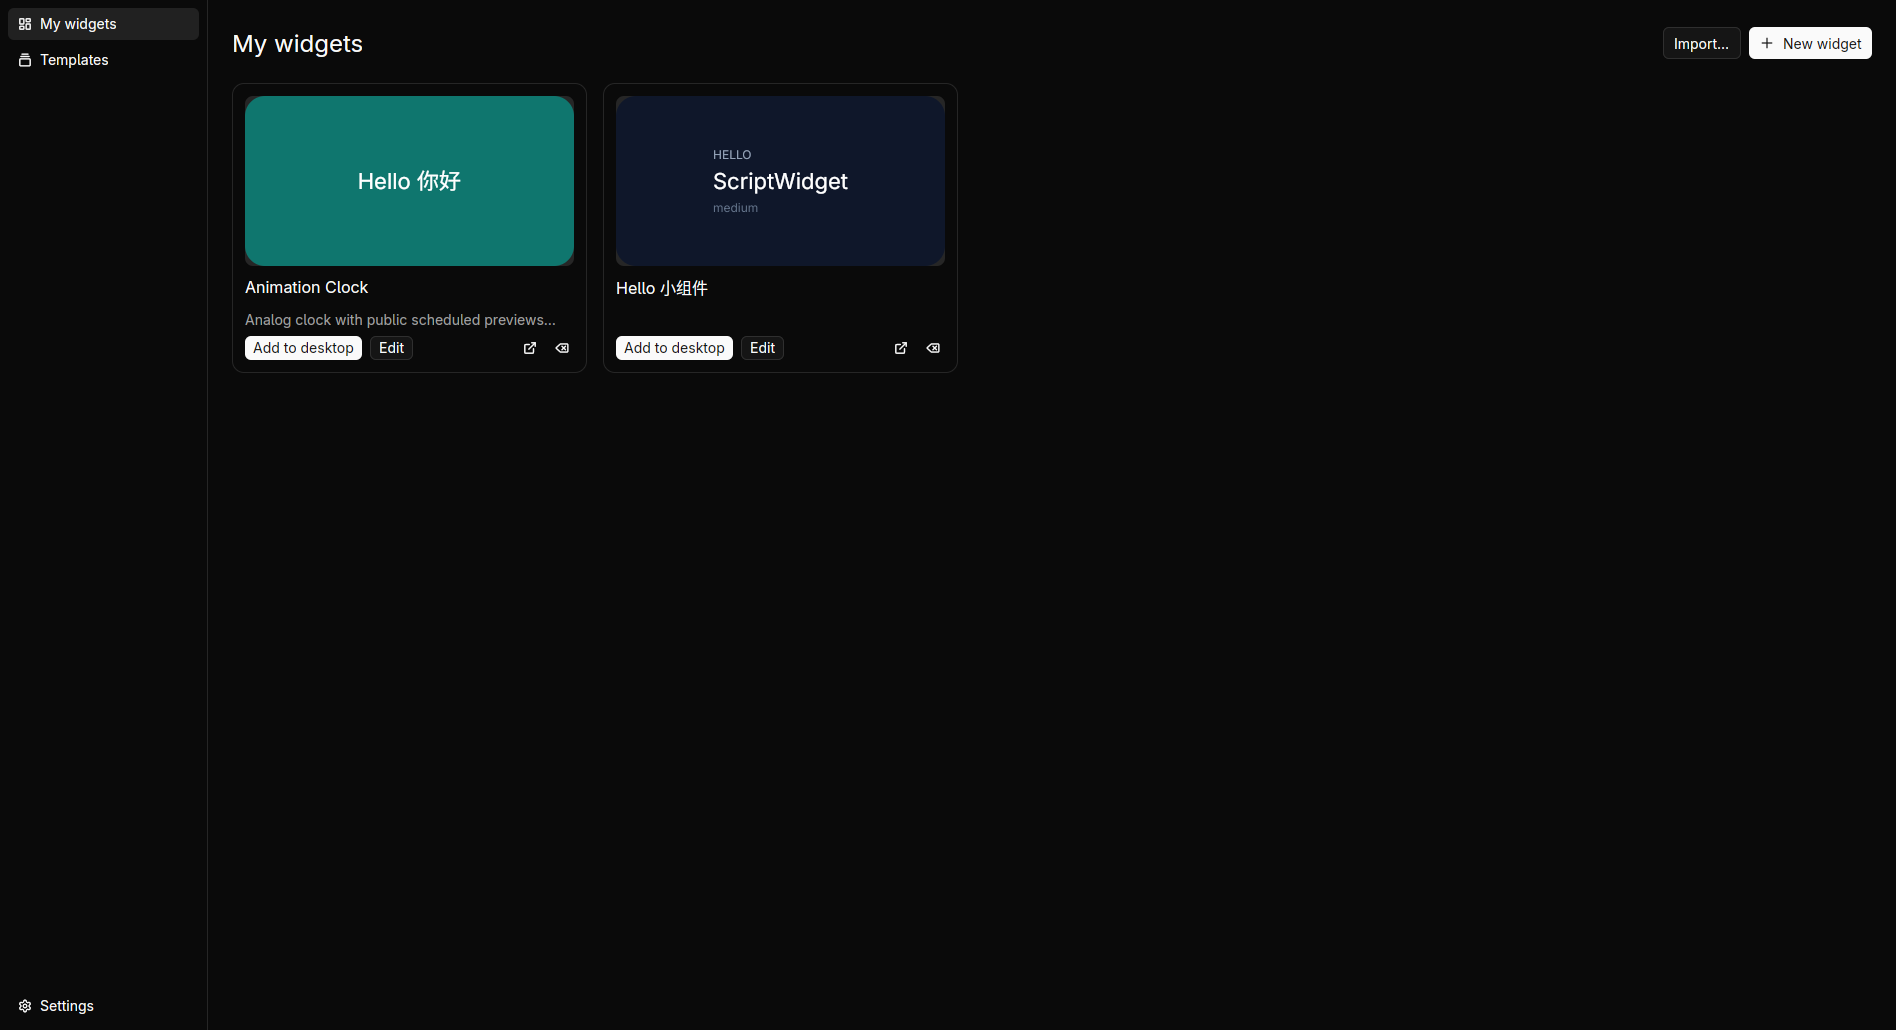 My widgets
Templates
My widgets
Import...
New widget
Hello 你好
Animation Clock
Analog clock with public scheduled previews...
Add to desktop
Edit
HELLO
ScriptWidget
medium
Hello 小组件
Add to desktop
Edit
Settings